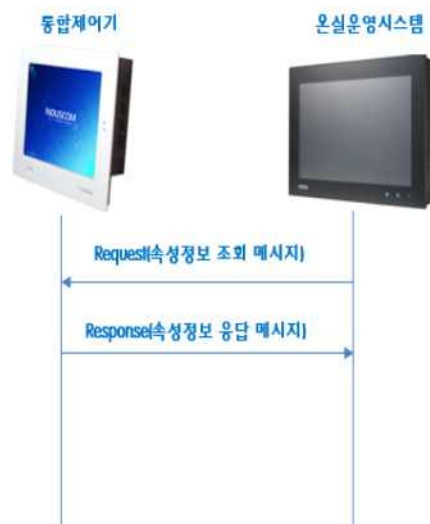 통합제어기
온실운영시스템
INDUSCOM
Request(속성정보 조회 메시지)
Response(속성정보 응답 메시지)